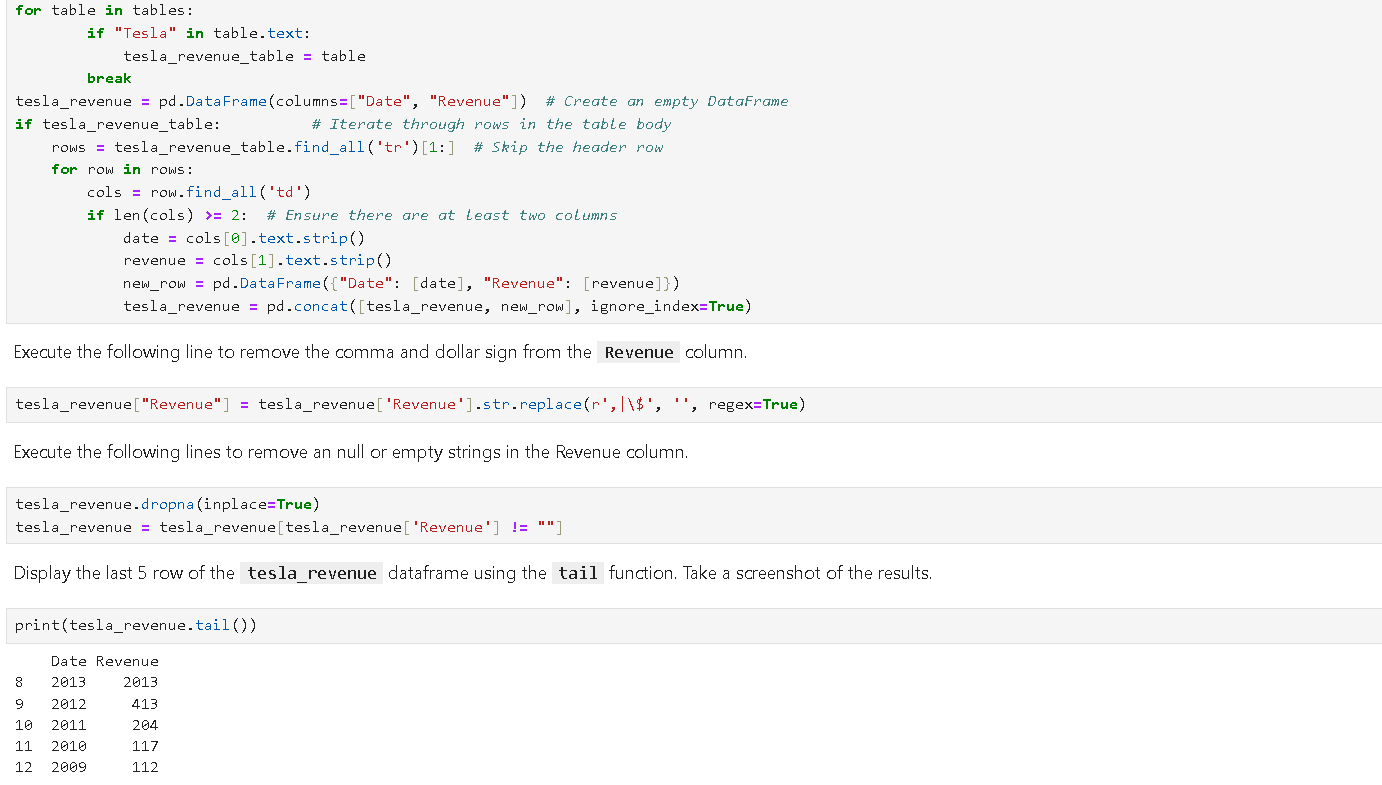 for table in tables:
        if "Tesla" in table.text:
            tesla_revenue_table = table
        break
tesla_revenue = pd.DataFrame(columns=["Date", "Revenue"])  # Create an empty DataFrame
if tesla_revenue_table:          # Iterate through rows in the table body
    rows = tesla_revenue_table.find_all('tr')[1:]  # Skip the header row
    for row in rows:
        cols = row.find_all('td')
        if len(cols) >= 2:  # Ensure there are at least two columns
            date = cols[0].text.strip()
            revenue = cols[1].text.strip()
            new_row = pd.DataFrame({"Date": [date], "Revenue": [revenue]})
            tesla_revenue = pd.concat([tesla_revenue, new_row], ignore_index=True)
Execute the following line to remove the comma and dollar sign from the Revenue column.
tesla_revenue["Revenue"] = tesla_revenue['Revenue'].str.replace(r',|\$', '', regex=True)
Execute the following lines to remove an null or empty strings in the Revenue column.
tesla_revenue.dropna(inplace=True)
tesla_revenue = tesla_revenue[tesla_revenue['Revenue'] != ""]
Display the last 5 row of the tesla_revenue dataframe using the tail function. Take a screenshot of the results.
print(tesla_revenue.tail())
    Date Revenue
8   2013    2013
9   2012     413
10  2011     204
11  2010     117
12  2009     112